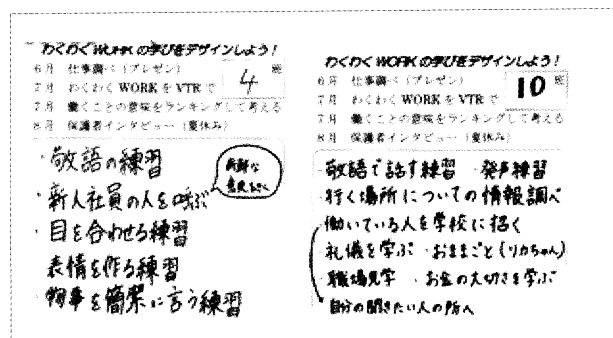 わくわくWORKの学びをデザインしよう!
6月 仕事調べ(プレゼン)
7月 わくわくWORKをVTRで
7月 働くことの意味をランキングして考える
8月 保護者インタビュー(夏休み)
4班
・敬語の練習
・新人社員の人を呼ぶ
新鮮な
意見をきく
・目を合わせる練習
表情を作る練習
・物事を簡潔に言う練習
わくわくWORKの学びをデザインしよう!
6月 仕事調べ(プレゼン)
7月 わくわくWORKをVTRで
7月 働くことの意味をランキングして考える
8月 保護者インタビュー(夏休み)
10班
・敬語で話す練習 ・発声練習
・行く場所についての情報調べ
・働いている人を学校に招く
・礼儀を学ぶ ・おままごと(リカちゃん)
・職場見学 ・お金の大切さを学ぶ
・自分の聞きたい人の所へ